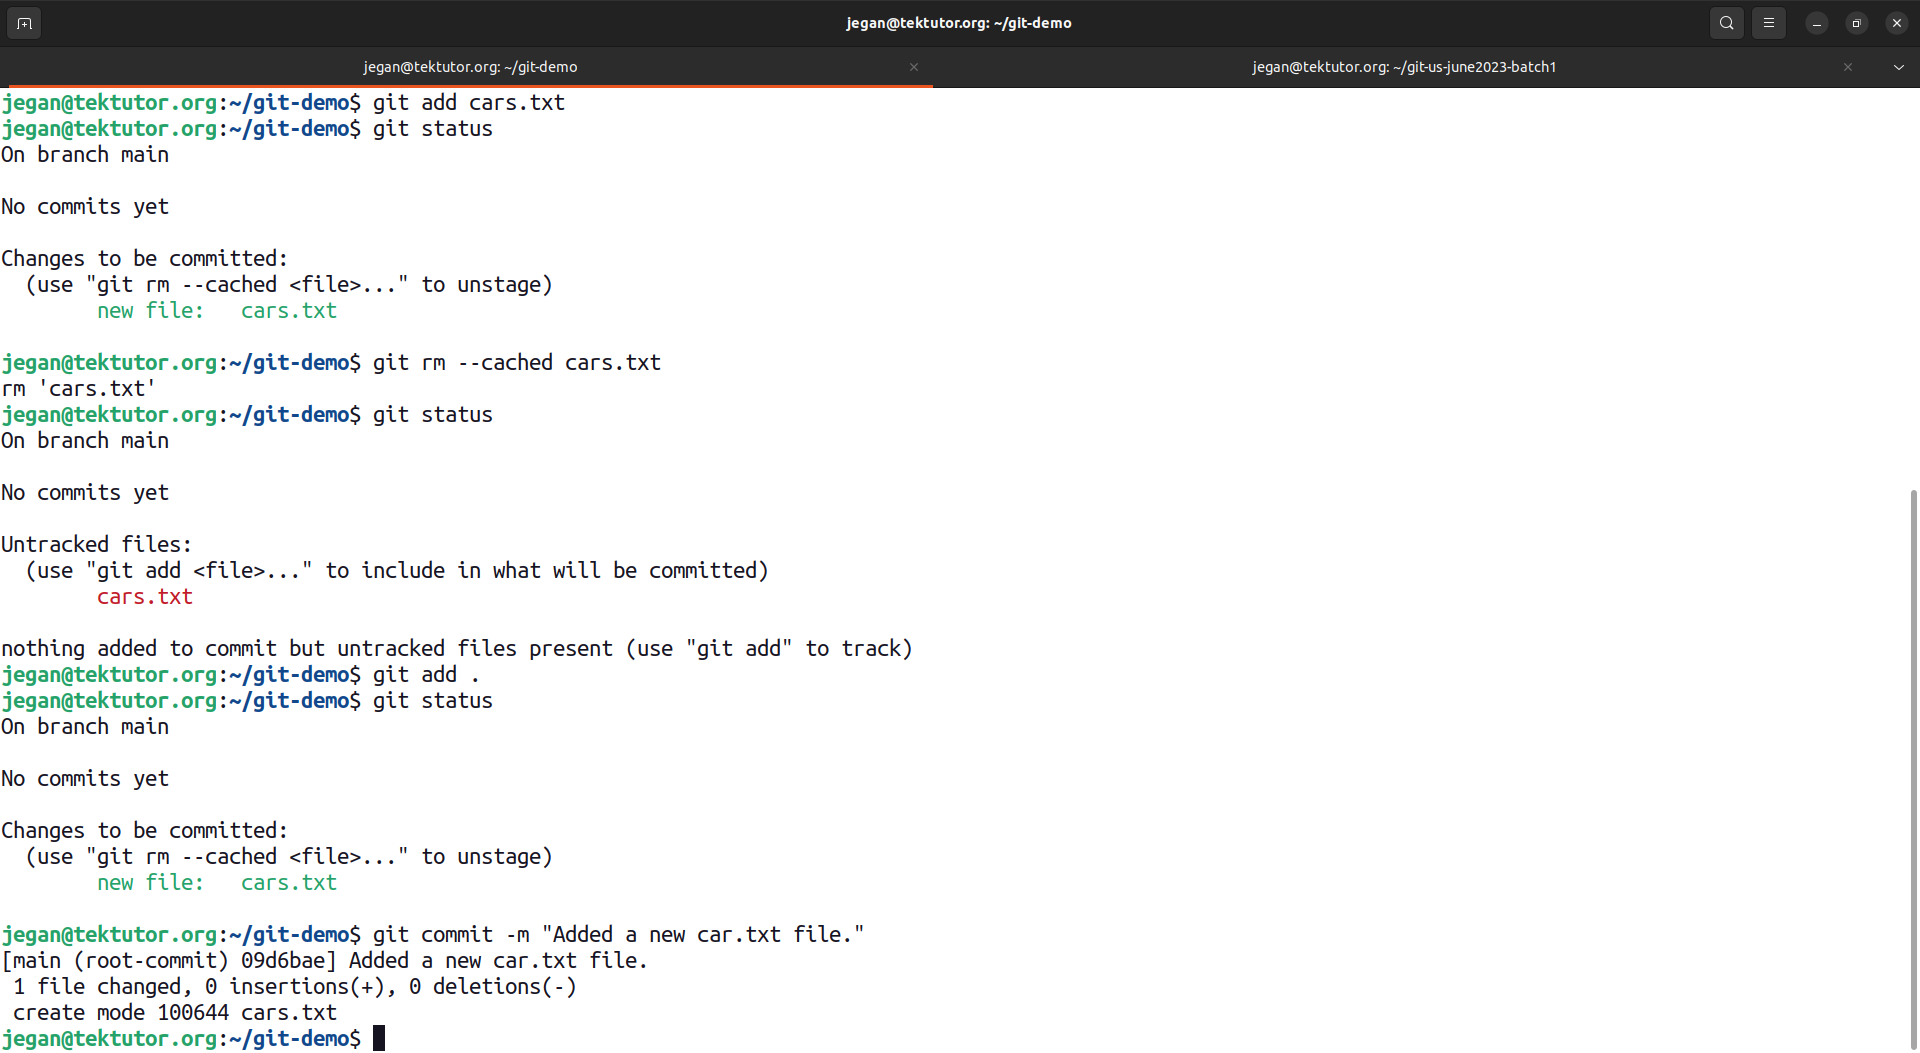 jegan@tektutor.org: ~/git-demo
jegan@tektutor.org: ~/git-demo
jegan@tektutor.org: ~/git-us-june2023-batch1
jegan@tektutor.org:~/git-demo$ git add cars.txt
jegan@tektutor.org:~/git-demo$ git status
On branch main
No commits yet
Changes to be committed:
  (use "git rm --cached <file>..." to unstage)
        new file:   cars.txt
jegan@tektutor.org:~/git-demo$ git rm --cached cars.txt
rm 'cars.txt'
jegan@tektutor.org:~/git-demo$ git status
On branch main
No commits yet
Untracked files:
  (use "git add <file>..." to include in what will be committed)
        cars.txt
nothing added to commit but untracked files present (use "git add" to track)
jegan@tektutor.org:~/git-demo$ git add .
jegan@tektutor.org:~/git-demo$ git status
On branch main
No commits yet
Changes to be committed:
  (use "git rm --cached <file>..." to unstage)
        new file:   cars.txt
jegan@tektutor.org:~/git-demo$ git commit -m "Added a new car.txt file."
[main (root-commit) 09d6bae] Added a new car.txt file.
 1 file changed, 0 insertions(+), 0 deletions(-)
 create mode 100644 cars.txt
jegan@tektutor.org:~/git-demo$